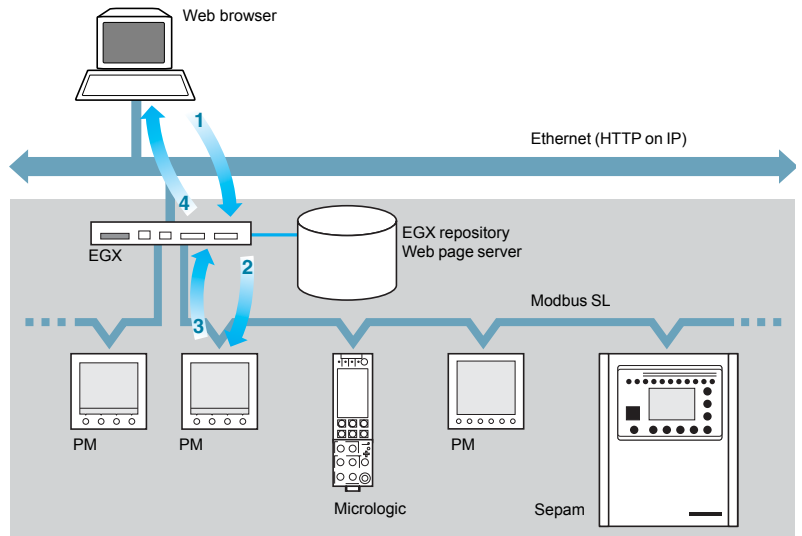 Web browser
1
Ethernet (HTTP on IP)
4
EGX
EGX repository
Web page server
2
3
Modbus SL
PM
PM
PM
Micrologic
Sepam